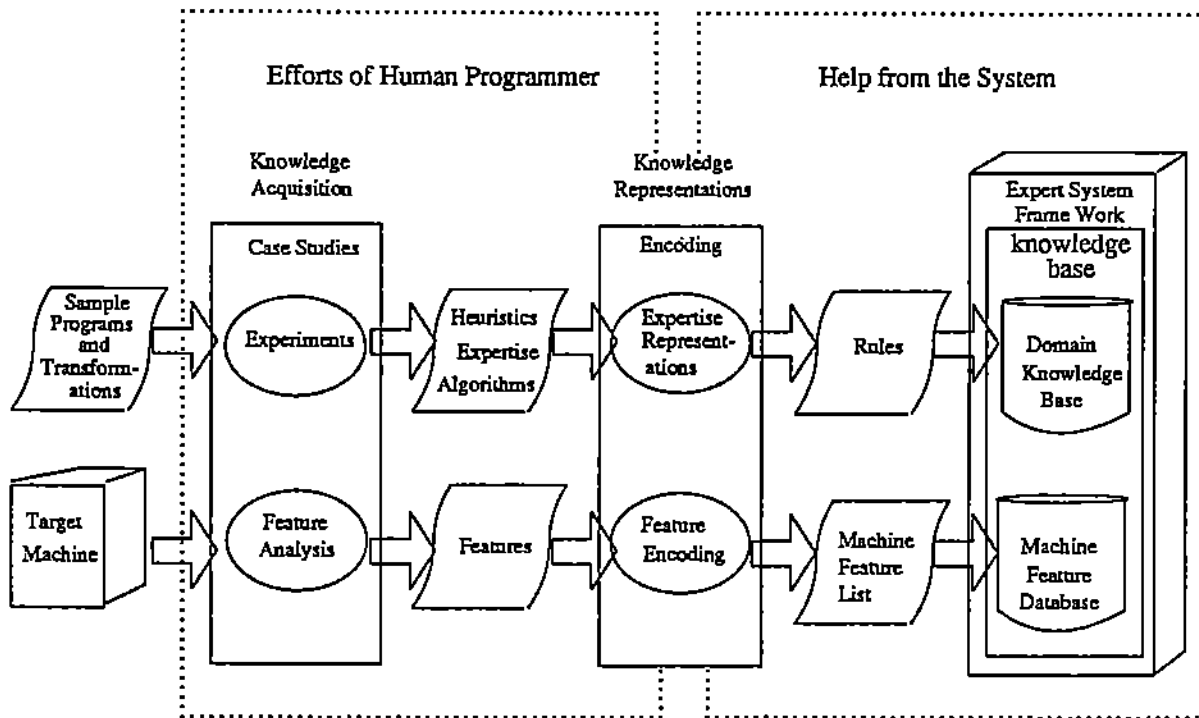 Efforts of Human Programmer
Help from the System
Knowledge
Acquisition
Knowledge
Representations
Expert System
Frame Work
knowledge
base
Case Studies
Encoding
Sample
Programs
and
Transform-
ations
Experiments
Heuristics
Expertise
Algorithms
Expertise
Represent-
ations
Rules
Domain
Knowledge
Base
Target
Machine
Feature
Analysis
Features
Feature
Encoding
Machine
Feature
List
Machine
Feature
Database